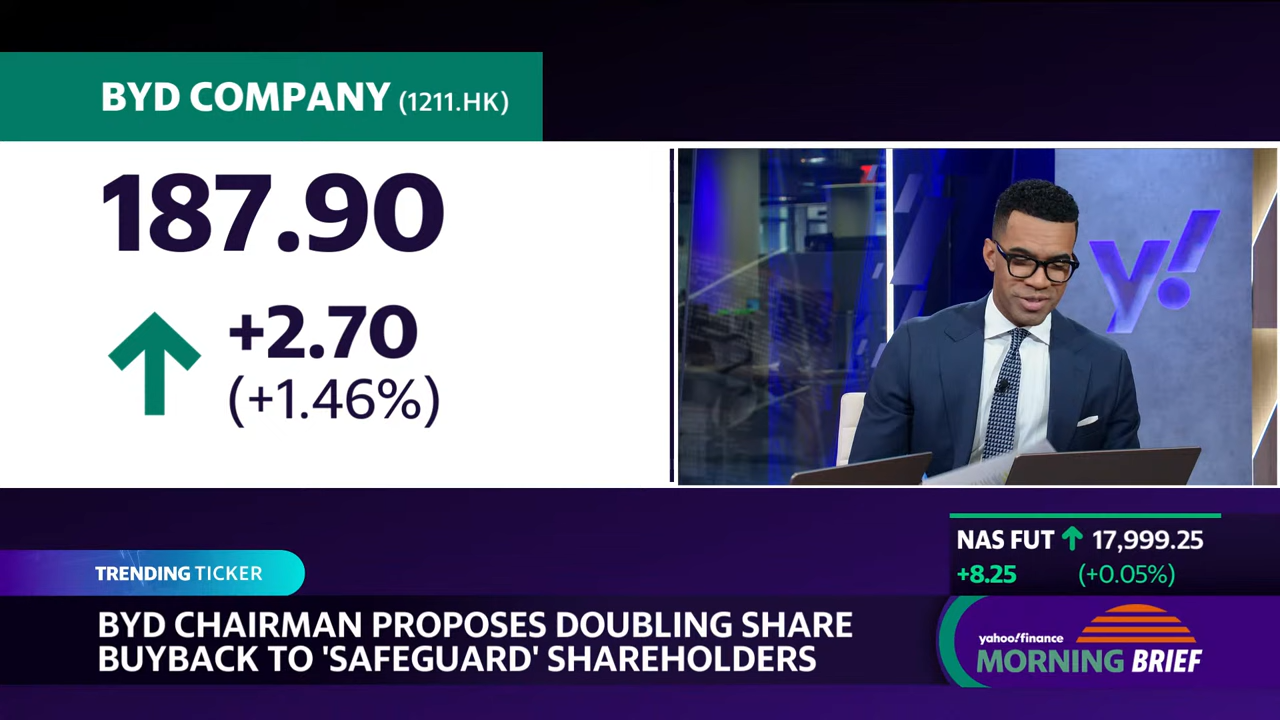 BYD COMPANY (1211.HK)
187.90
+2.70
(+1.46%)
y!
NAS FUT 17,999.25
+8.25 (+0.05%)
TRENDING TICKER
BYD CHAIRMAN PROPOSES DOUBLING SHARE
BUYBACK TO 'SAFEGUARD' SHAREHOLDERS
yahoo!finance
MORNING BRIEF